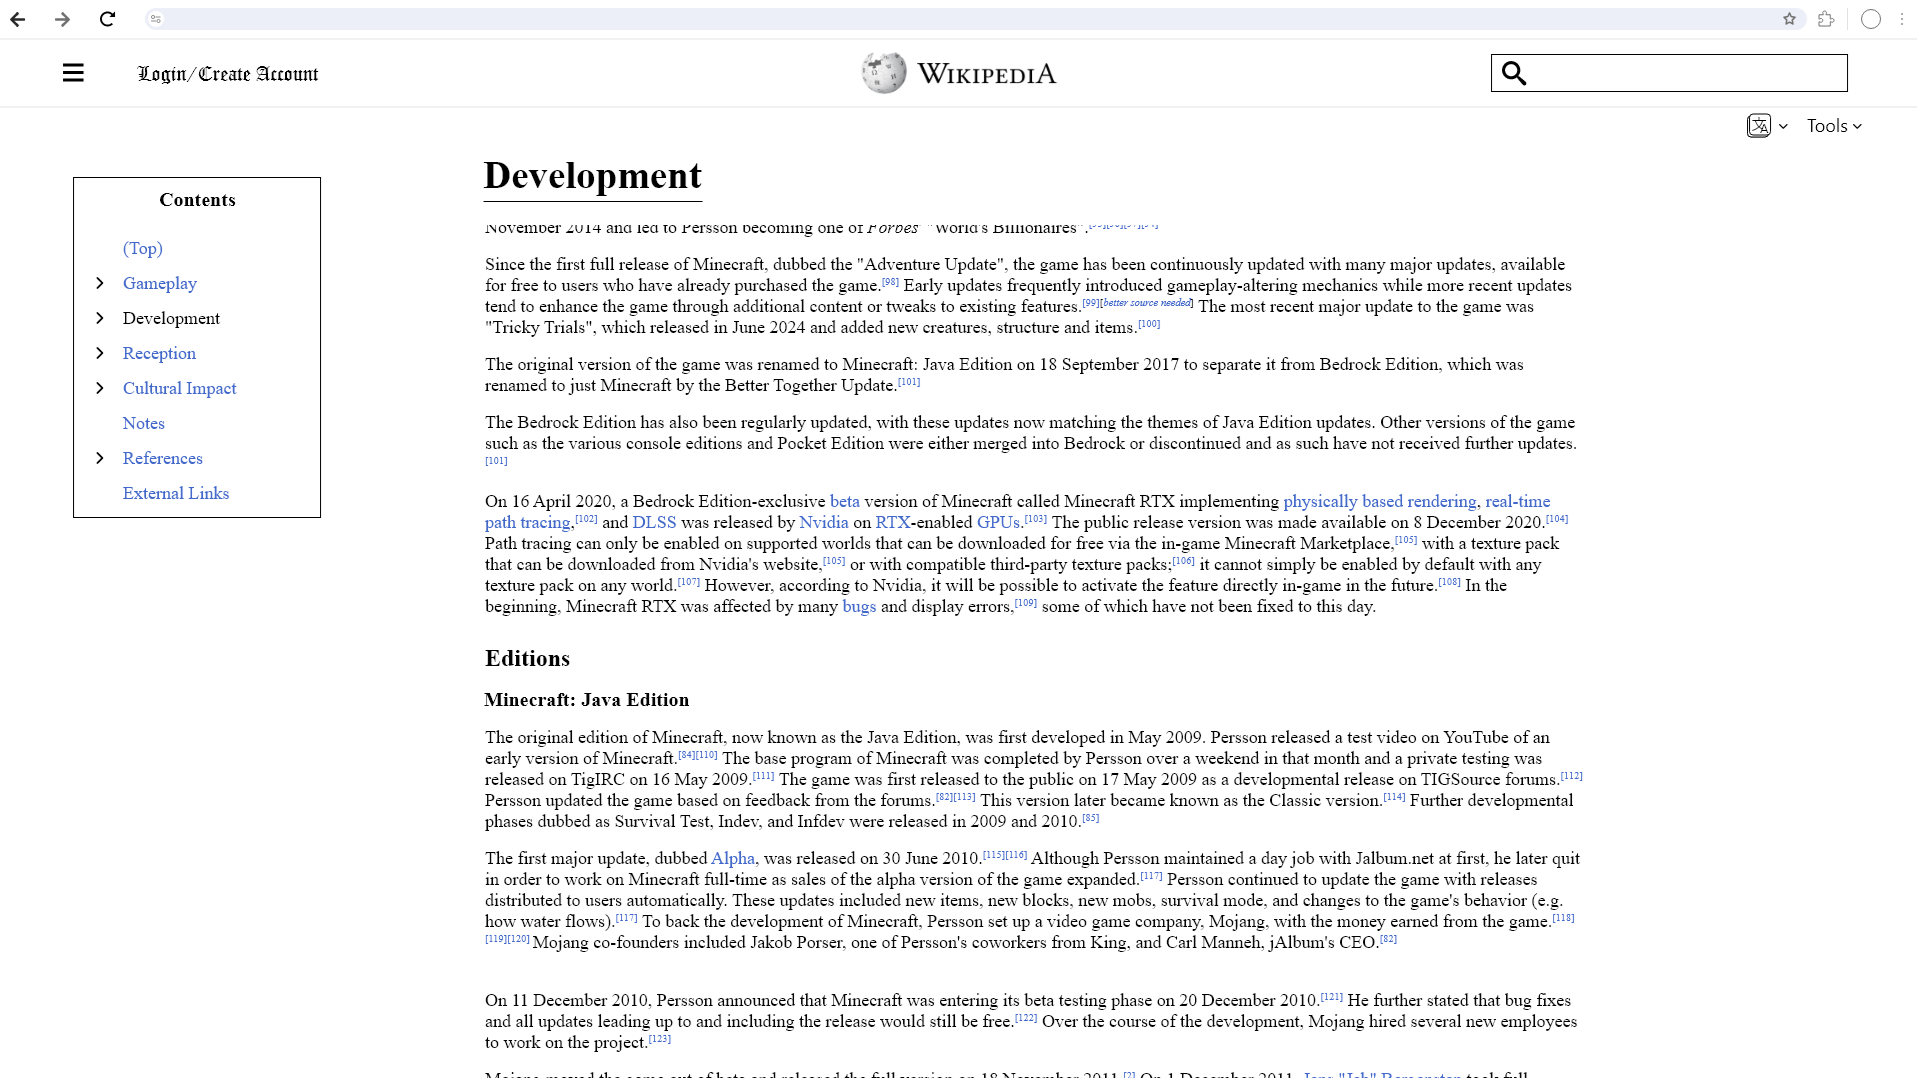 Login/Create Account
WIKIPEDIA
Tools
Contents
(Top)
Gameplay
Development
Reception
Cultural Impact
Notes
References
External Links
Development
November 2014 and led to Persson becoming one of Forbes' "World's Billionaires".
Since the first full release of Minecraft, dubbed the "Adventure Update", the game has been continuously updated with many major updates, available
for free to users who have already purchased the game.[98] Early updates frequently introduced gameplay-altering mechanics while more recent updates
tend to enhance the game through additional content or tweaks to existing features.[99][better source needed] The most recent major update to the game was
"Tricky Trials", which released in June 2024 and added new creatures, structure and items.[100]
The original version of the game was renamed to Minecraft: Java Edition on 18 September 2017 to separate it from Bedrock Edition, which was
renamed to just Minecraft by the Better Together Update.[101]
The Bedrock Edition has also been regularly updated, with these updates now matching the themes of Java Edition updates. Other versions of the game
such as the various console editions and Pocket Edition were either merged into Bedrock or discontinued and as such have not received further updates.
[101]
On 16 April 2020, a Bedrock Edition-exclusive beta version of Minecraft called Minecraft RTX implementing physically based rendering, real-time
path tracing,[102] and DLSS was released by Nvidia on RTX-enabled GPUs.[103] The public release version was made available on 8 December 2020.[104]
Path tracing can only be enabled on supported worlds that can be downloaded for free via the in-game Minecraft Marketplace,[105] with a texture pack
that can be downloaded from Nvidia's website,[105] or with compatible third-party texture packs;[106] it cannot simply be enabled by default with any
texture pack on any world.[107] However, according to Nvidia, it will be possible to activate the feature directly in-game in the future.[108] In the
beginning, Minecraft RTX was affected by many bugs and display errors,[109] some of which have not been fixed to this day.
Editions
Minecraft: Java Edition
The original edition of Minecraft, now known as the Java Edition, was first developed in May 2009. Persson released a test video on YouTube of an
early version of Minecraft.[84][110] The base program of Minecraft was completed by Persson over a weekend in that month and a private testing was
released on TigIRC on 16 May 2009.[111] The game was first released to the public on 17 May 2009 as a developmental release on TIGSource forums.[112]
Persson updated the game based on feedback from the forums.[82][113] This version later became known as the Classic version.[114] Further developmental
phases dubbed as Survival Test, Indev, and Infdev were released in 2009 and 2010.[85]
The first major update, dubbed Alpha, was released on 30 June 2010.[115][116] Although Persson maintained a day job with Jalbum.net at first, he later quit
in order to work on Minecraft full-time as sales of the alpha version of the game expanded.[117] Persson continued to update the game with releases
distributed to users automatically. These updates included new items, new blocks, new mobs, survival mode, and changes to the game's behavior (e.g.
how water flows).[117] To back the development of Minecraft, Persson set up a video game company, Mojang, with the money earned from the game.[118]
[119][120] Mojang co-founders included Jakob Porser, one of Persson's coworkers from King, and Carl Manneh, jAlbum's CEO.[82]
On 11 December 2010, Persson announced that Minecraft was entering its beta testing phase on 20 December 2010.[121] He further stated that bug fixes
and all updates leading up to and including the release would still be free.[122] Over the course of the development, Mojang hired several new employees
to work on the project.[123]
Mojang moved the game out of beta and released the full version on 18 November 2011.[2] On 1 December 2011, Jens "Jeb" Bergensten took full